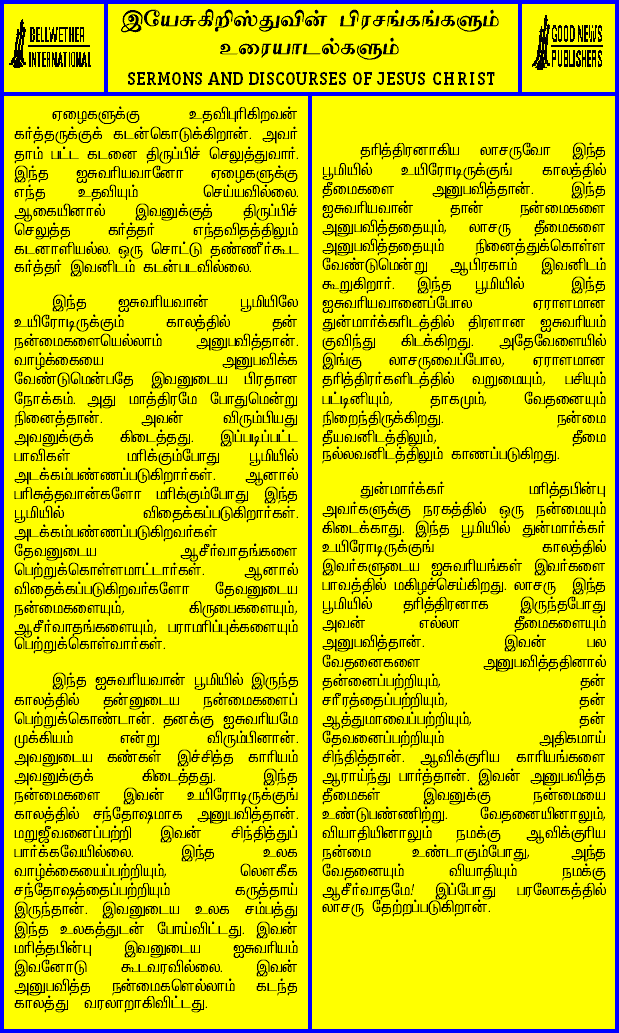 BELLWETHER
INTERNATIONAL
இயேசுகிறிஸ்துவின் பிரசங்கங்களும்
உரையாடல்களும்
SERMONS AND DISCOURSES OF JESUS CHRIST
GOOD NEWS
PUBLISHERS
ஏழைகளுக்கு உதவிபுரிகிறவன்
கர்த்தருக்குக் கடன்கொடுக்கிறான். அவர்
தாம் பட்ட கடனை திருப்பிச் செலுத்துவார்.
இந்த ஐசுவரியவானோ ஏழைகளுக்கு
எந்த உதவியும் செய்யவில்லை.
ஆகையினால் இவனுக்குத் திருப்பிச்
செலுத்த கர்த்தர் எந்தவிதத்திலும்
கடனாளியல்ல. ஒரு சொட்டு தண்ணீர்கூட
கர்த்தர் இவனிடம் கடன்படவில்லை.
இந்த ஐசுவரியவான் பூமியிலே
உயிரோடிருக்கும் காலத்தில் தன்
நன்மைகளையெல்லாம் அனுபவித்தான்.
வாழ்க்கையை அனுபவிக்க
வேண்டுமென்பதே இவனுடைய பிரதான
நோக்கம். அது மாத்திரமே போதுமென்று
நினைத்தான். அவன் விரும்பியது
அவனுக்குக் கிடைத்தது. இப்படிப்பட்ட
பாவிகள் மரிக்கும்போது பூமியில்
அடக்கம்பண்ணப்படுகிறார்கள். ஆனால்
பரிசுத்தவான்களோ மரிக்கும்போது இந்த
பூமியில் விதைக்கப்படுகிறார்கள்.
அடக்கம்பண்ணப்படுகிறவர்கள்
தேவனுடைய ஆசீர்வாதங்களை
பெற்றுக்கொள்ளமாட்டார்கள். ஆனால்
விதைக்கப்படுகிறவர்களோ தேவனுடைய
நன்மைகளையும், கிருபைகளையும்,
ஆசீர்வாதங்களையும், பராமரிப்புக்களையும்
பெற்றுக்கொள்வார்கள்.
இந்த ஐசுவரியவான் பூமியில் இருந்த
காலத்தில் தன்னுடைய நன்மைகளைப்
பெற்றுக்கொண்டான். தனக்கு ஐசுவரியமே
முக்கியம் என்று விரும்பினான்.
அவனுடைய கண்கள் இச்சித்த காரியம்
அவனுக்குக் கிடைத்தது. இந்த
நன்மைகளை இவன் உயிரோடிருக்குங்
காலத்தில் சந்தோஷமாக அனுபவித்தான்.
மறுஜீவனைப்பற்றி இவன் சிந்தித்துப்
பார்க்கவேயில்லை. இந்த உலக
வாழ்க்கையைப்பற்றியும், லௌகீக
சந்தோஷத்தைப்பற்றியும் கருத்தாய்
இருந்தான். இவனுடைய உலக சம்பத்து
இந்த உலகத்துடன் போய்விட்டது. இவன்
மரித்தபின்பு இவனுடைய ஐசுவரியம்
இவனோடு கூடவரவில்லை. இவன்
அனுபவித்த நன்மைகளெல்லாம் கடந்த
காலத்து வரலாறாகிவிட்டது.
தரித்திரனாகிய லாசருவோ இந்த
பூமியில் உயிரோடிருக்குங் காலத்தில்
தீமைகளை அனுபவித்தான். இந்த
ஐசுவரியவான் தான் நன்மைகளை
அனுபவித்ததையும், லாசரு தீமைகளை
அனுபவித்ததையும் நினைத்துக்கொள்ள
வேண்டுமென்று ஆபிரகாம் இவனிடம்
கூறுகிறார். இந்த பூமியில் இந்த
ஐசுவரியவானைப்போல ஏராளமான
துன்மார்க்கரிடத்தில் திரளான ஐசுவரியம்
குவிந்து கிடக்கிறது. அதேவேளையில்
இங்கு லாசருவைப்போல, ஏராளமான
தரித்திரர்களிடத்தில் வறுமையும், பசியும்
பட்டினியும், தாகமும், வேதனையும்
நிறைந்திருக்கிறது. நன்மை
தீயவனிடத்திலும், தீமை
நல்லவனிடத்திலும் காணப்படுகிறது.
துன்மார்க்கர் மரித்தபின்பு
அவர்களுக்கு நரகத்தில் ஒரு நன்மையும்
கிடைக்காது. இந்த பூமியில் துன்மார்க்கர்
உயிரோடிருக்குங் காலத்தில்
இவர்களுடைய ஐசுவரியங்கள் இவர்களை
பாவத்தில் மகிழச்செய்கிறது. லாசரு இந்த
பூமியில் தரித்திரனாக இருந்தபோது
அவன் எல்லா தீமைகளையும்
அனுபவித்தான். இவன் பல
வேதனைகளை அனுபவித்ததினால்
தன்னைப்பற்றியும், தன்
சரீரத்தைப்பற்றியும், தன்
ஆத்துமாவைப்பற்றியும், தன்
தேவனைப்பற்றியும் அதிகமாய்
சிந்தித்தான். ஆவிக்குரிய காரியங்களை
ஆராய்ந்து பார்த்தான். இவன் அனுபவித்த
தீமைகள் இவனுக்கு நன்மையை
உண்டுபண்ணிற்று. வேதனையினாலும்,
வியாதியினாலும் நமக்கு ஆவிக்குரிய
நன்மை உண்டாகும்போது, அந்த
வேதனையும் வியாதியும் நமக்கு
ஆசீர்வாதமே! இப்போது பரலோகத்தில்
லாசரு தேற்றப்படுகிறான்.